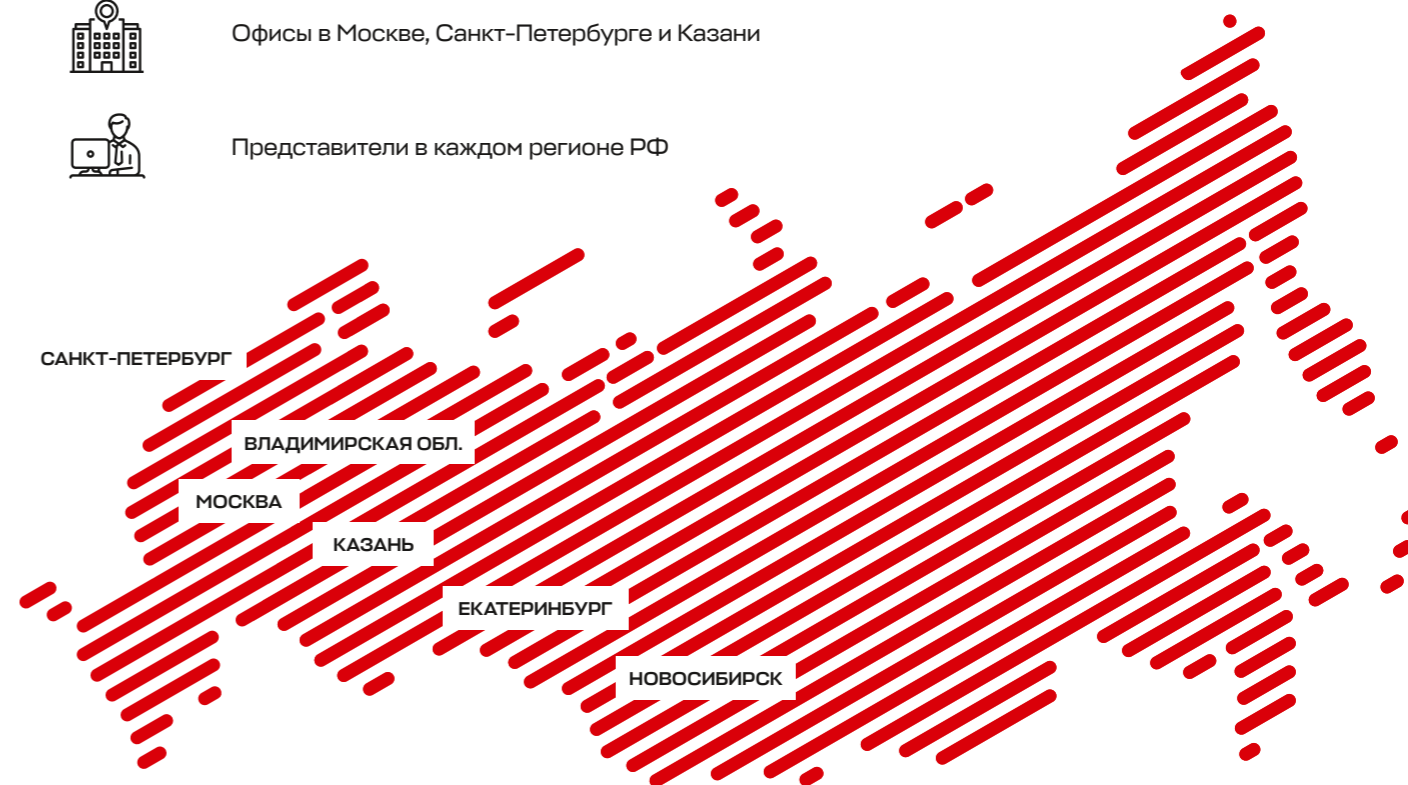 Офисы в Москве, Санкт-Петербурге и Казани
Представители в каждом регионе РФ
САНКТ-ПЕТЕРБУРГ
ВЛАДИМИРСКАЯ ОБЛ.
МОСКВА
КАЗАНЬ
ЕКАТЕРИНБУРГ
НОВОСИБИРСК